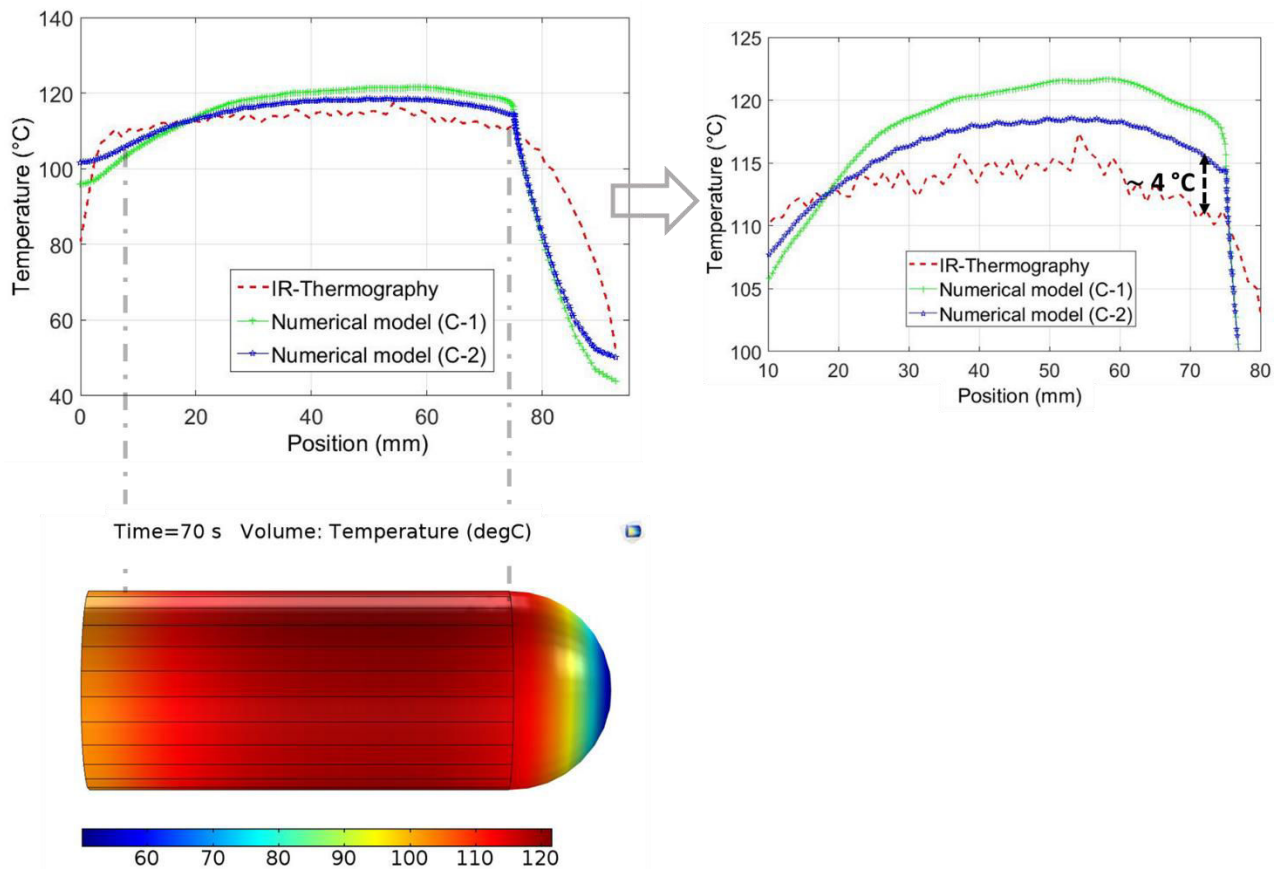 140
120
100
80
60
40
Temperature (°C)
IR-Thermography
Numerical model (C-1)
Numerical model (C-2)
0 20 40 60 80
Position (mm)
125
120
115
110
105
100
Temperature (°C)
~ 4 °C
IR-Thermography
Numerical model (C-1)
Numerical model (C-2)
10 20 30 40 50 60 70 80
Position (mm)
Time=70 s Volume: Temperature (degC)
60 70 80 90 100 110 120